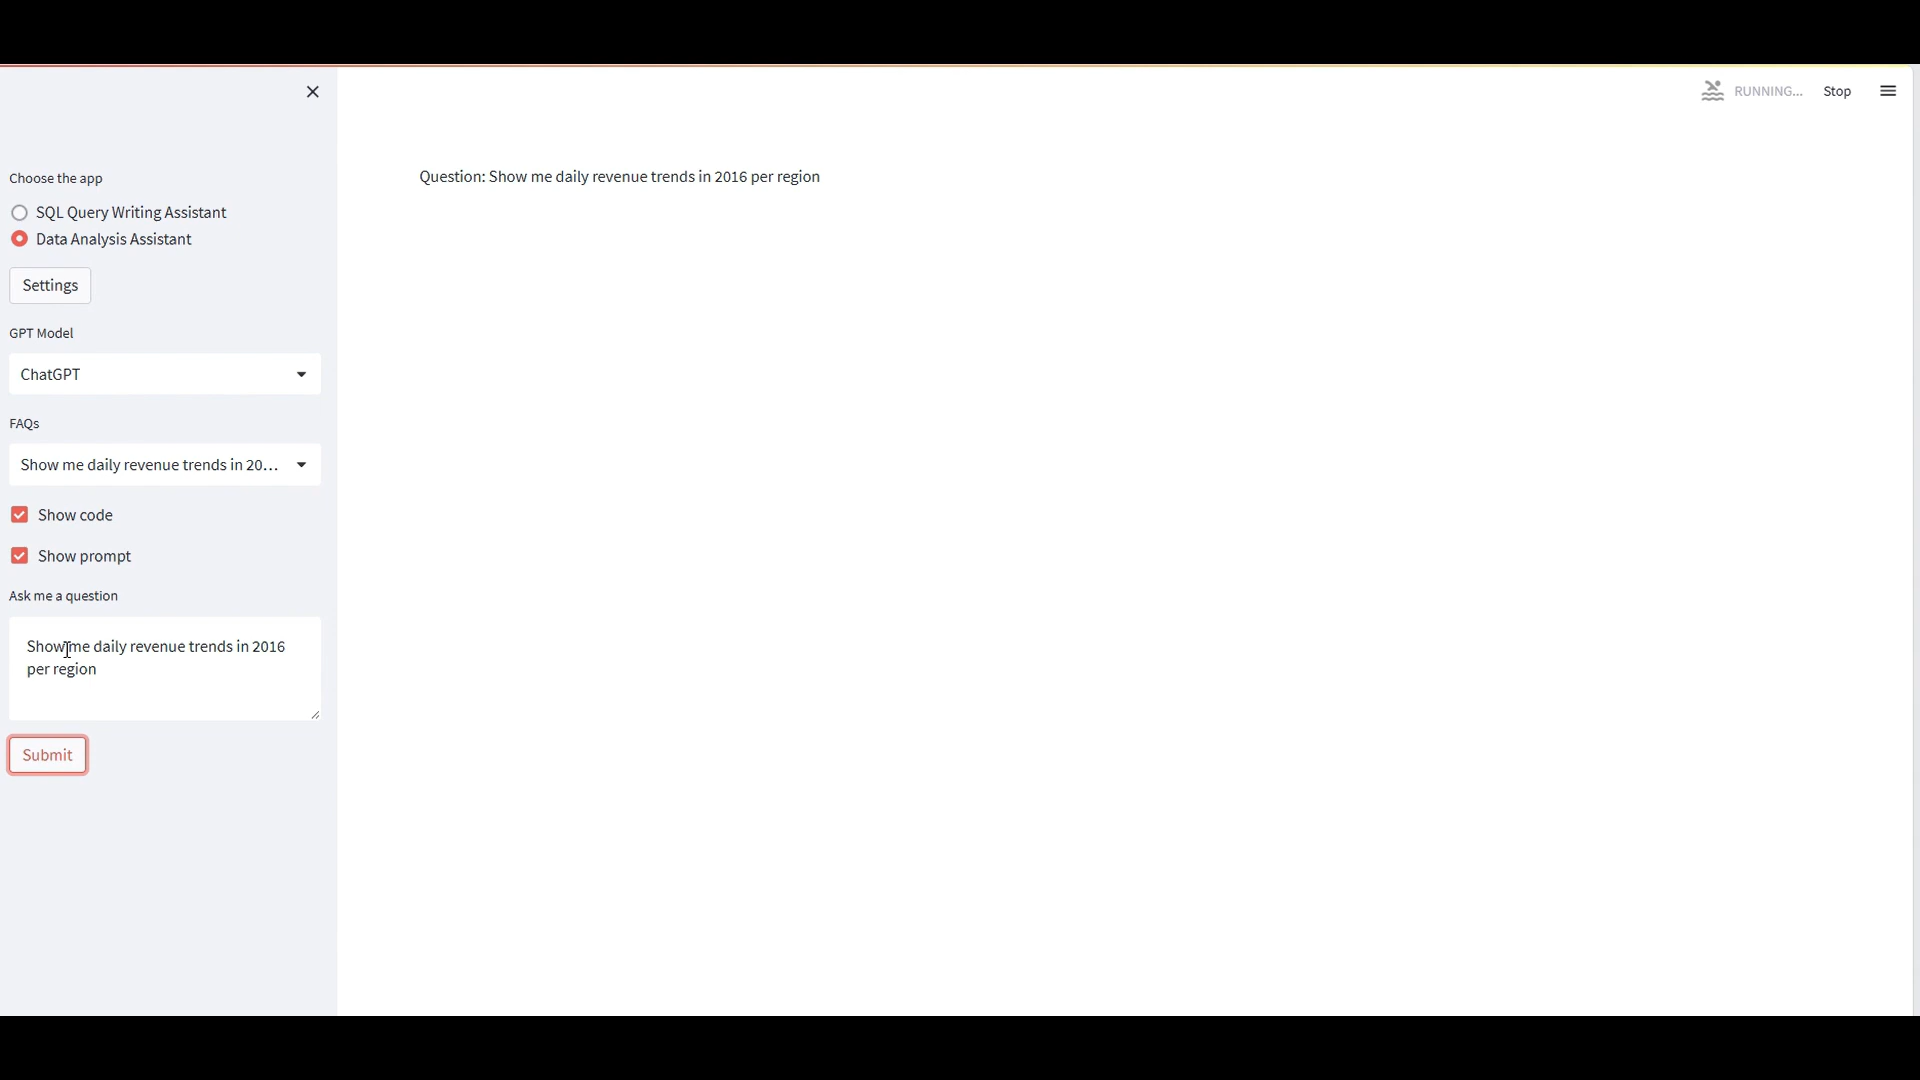 RUNNING...
Stop
Choose the app
SQL Query Writing Assistant
Data Analysis Assistant
Settings
GPT Model
ChatGPT
FAQs
Show me daily revenue trends in 20...
Show code
Show prompt
Ask me a question
Show me daily revenue trends in 2016
per region
Submit
Question: Show me daily revenue trends in 2016 per region